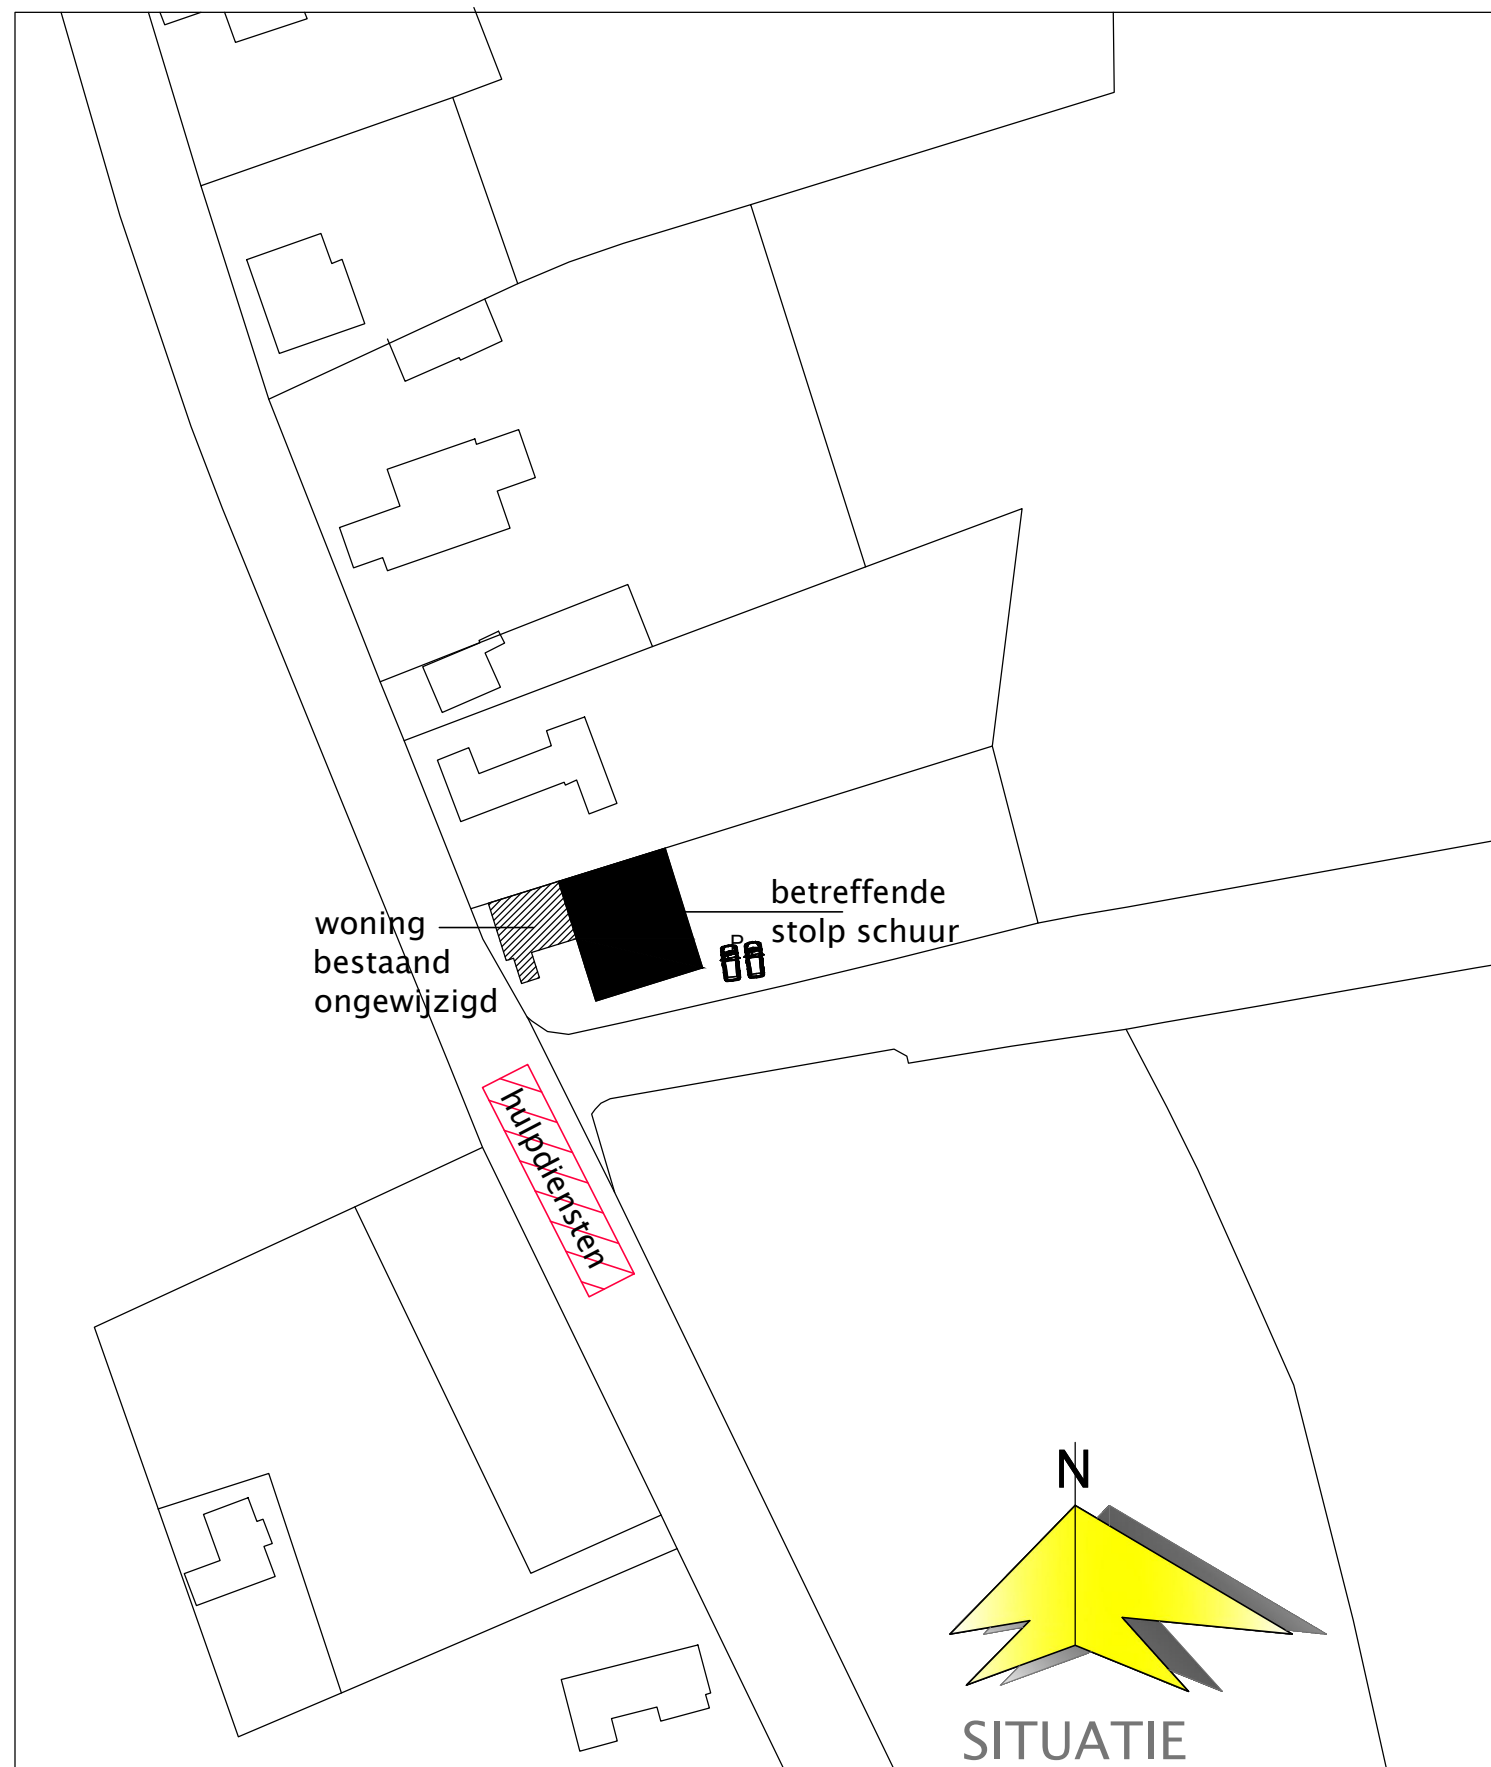 betreffende
stolp schuur
woning
bestaand
ongewijzigd
P
hulpdiensten
N
SITUATIE